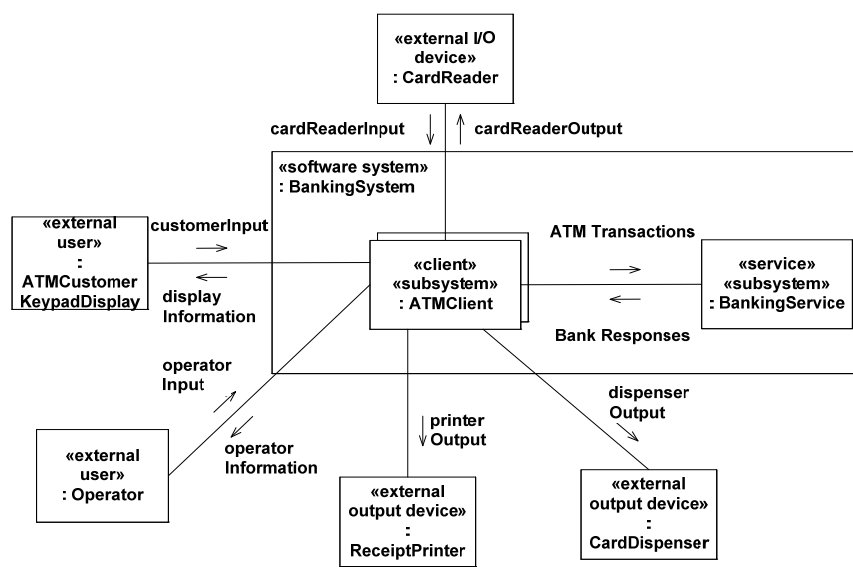 «external I/O
device»
: CardReader
cardReaderInput
cardReaderOutput
«software system»
: BankingSystem
«external
user»
:
ATMCustomer
KeypadDisplay
customerInput
display
Information
«client»
«subsystem»
: ATMClient
ATM Transactions
Bank Responses
«service»
«subsystem»
: BankingService
operator
Input
operator
Information
«external
user»
: Operator
printer
Output
«external
output device»
:
ReceiptPrinter
dispenser
Output
«external
output device»
:
CardDispenser